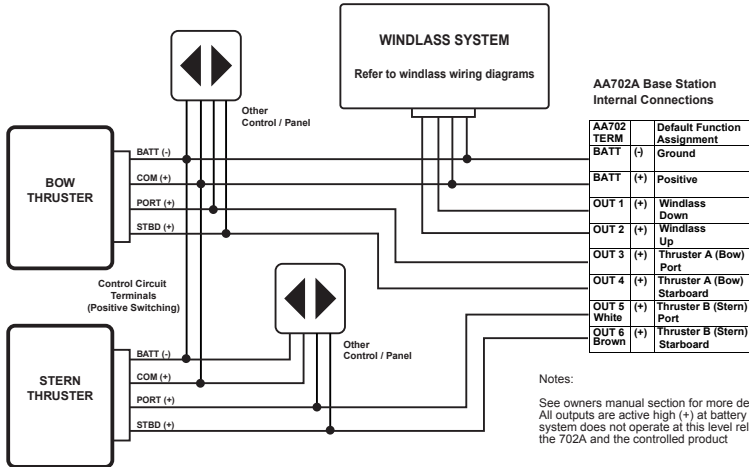 WINDLASS SYSTEM
Refer to windlass wiring diagrams
Other
Control / Panel
AA702A Base Station
Internal Connections
AA702
TERM
Default Function
Assignment
BATT (-) Ground
BATT (+) Positive
OUT 1 (+) Windlass
Down
OUT 2 (+) Windlass
Up
OUT 3 (+) Thruster A (Bow)
Port
OUT 4 (+) Thruster A (Bow)
Starboard
OUT 5 (+) Thruster B (Stern)
White Port
OUT 6 (+) Thruster B (Stern)
Brown Starboard
BOW
THRUSTER
BATT (-)
COM (+)
PORT (+)
STBD (+)
Control Circuit
Terminals
(Positive Switching)
Other
Control / Panel
STERN
THRUSTER
BATT (-)
COM (+)
PORT (+)
STBD (+)
Notes:
See owners manual section for more de
All outputs are active high (+) at battery
system does not operate at this level rel
the 702A and the controlled product